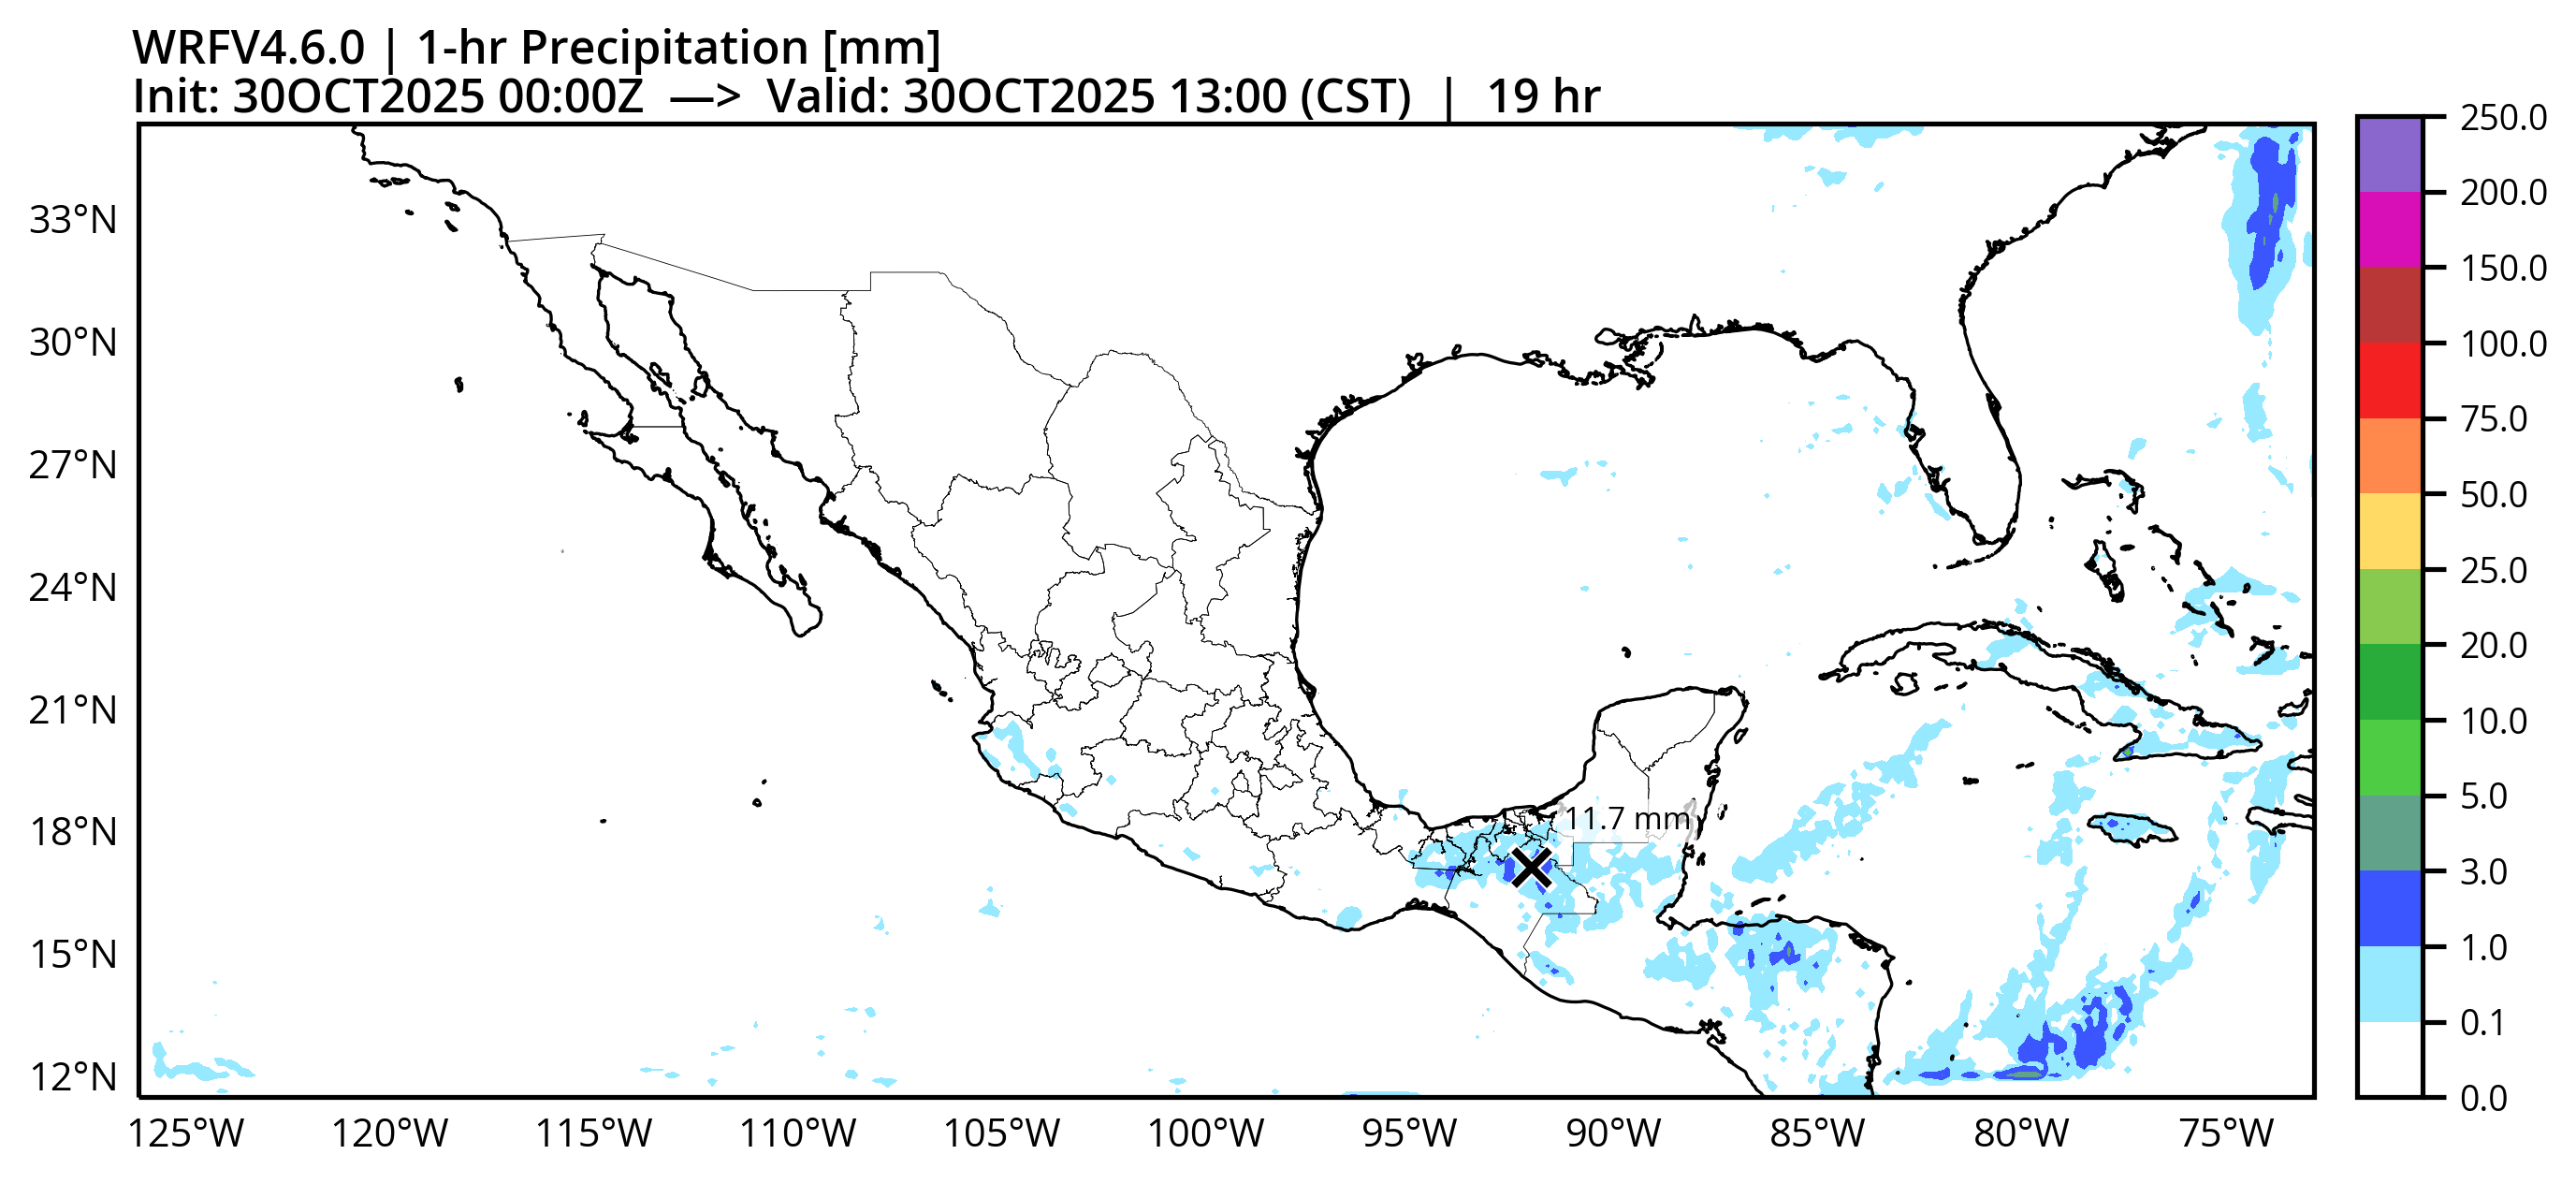 WRFV4.6.0 | 1-hr Precipitation [mm]
Init: 30OCT2025 00:00Z —> Valid: 30OCT2025 13:00 (CST) | 19 hr
33°N
30°N
27°N
24°N
21°N
18°N
15°N
12°N
125°W
120°W
115°W
110°W
105°W
100°W
95°W
90°W
85°W
80°W
75°W
11.7 mm
250.0
200.0
150.0
100.0
75.0
50.0
25.0
20.0
10.0
5.0
3.0
1.0
0.1
0.0